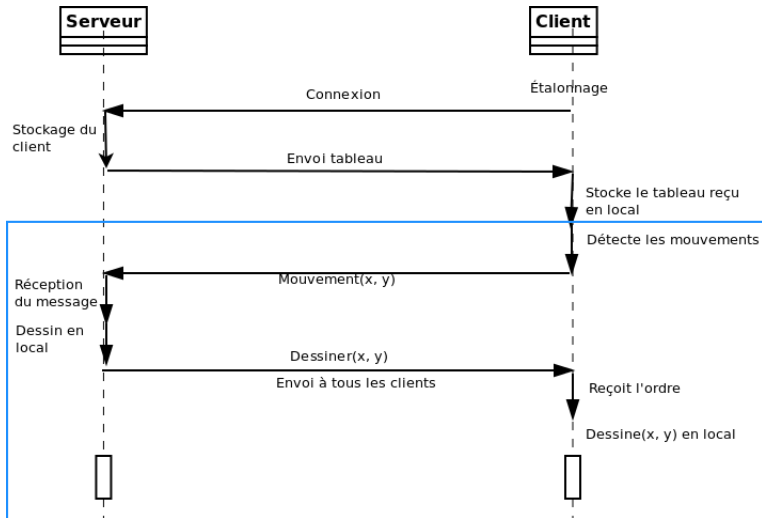 Serveur
Client
Étalonnage
Connexion
Stockage du
client
Envoi tableau
Stocke le tableau reçu
en local
Détecte les mouvements
Mouvement(x, y)
Réception
du message
Dessin en
local
Dessiner(x, y)
Envoi à tous les clients
Reçoit l'ordre
Dessine(x, y) en local